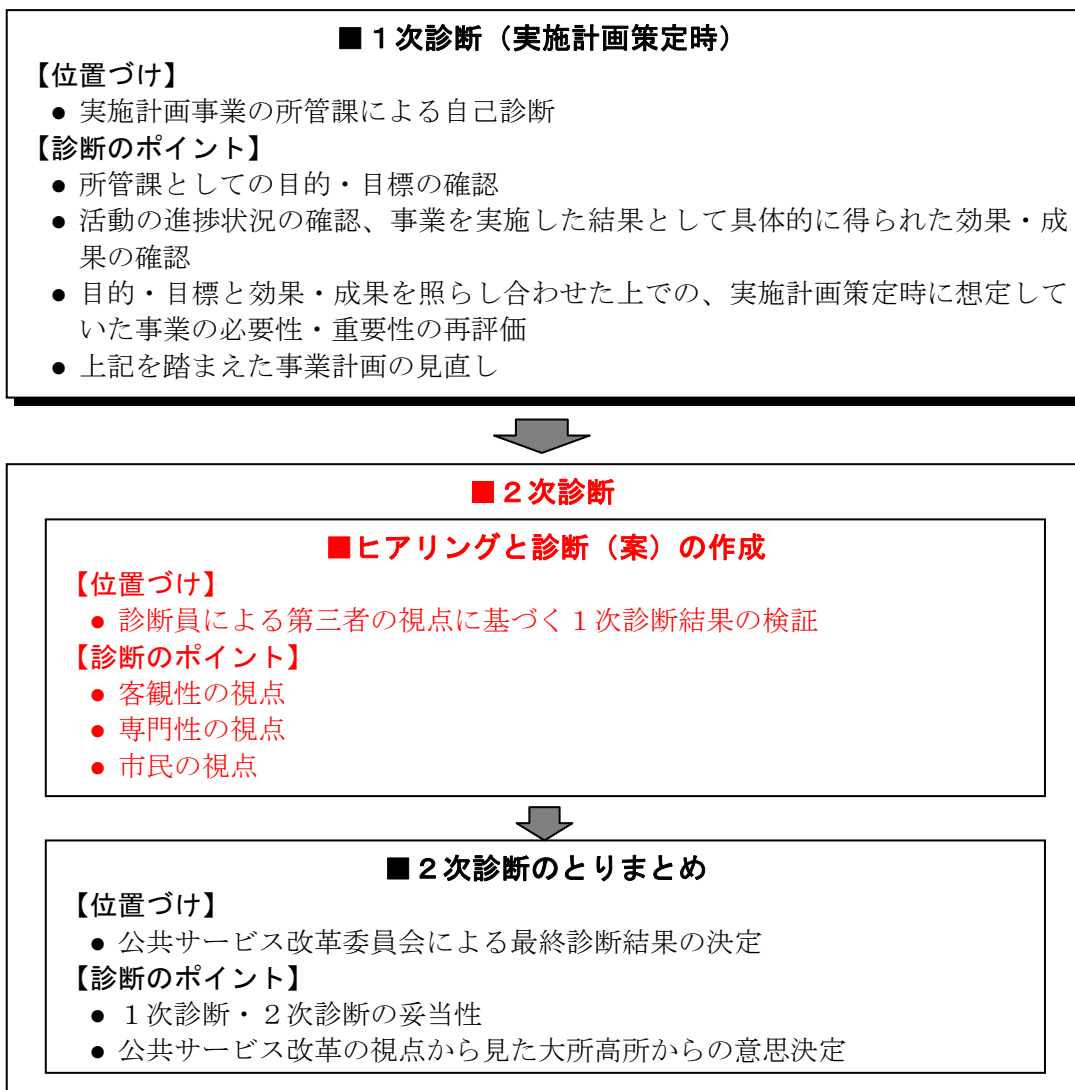 ■１次診断（実施計画策定時）
【位置づけ】
● 実施計画事業の所管課による自己診断
【診断のポイント】
● 所管課としての目的・目標の確認
● 活動の進捗状況の確認、事業を実施した結果として具体的に得られた効果・成
果の確認
● 目的・目標と効果・成果を照らし合わせた上での、実施計画策定時に想定して
いた事業の必要性・重要性の再評価
● 上記を踏まえた事業計画の見直し
■２次診断
■ヒアリングと診断（案）の作成
【位置づけ】
● 診断員による第三者の視点に基づく１次診断結果の検証
【診断のポイント】
● 客観性の視点
● 専門性の視点
● 市民の視点
■２次診断のとりまとめ
【位置づけ】
● 公共サービス改革委員会による最終診断結果の決定
【診断のポイント】
● １次診断・２次診断の妥当性
● 公共サービス改革の視点から見た大所高所からの意思決定